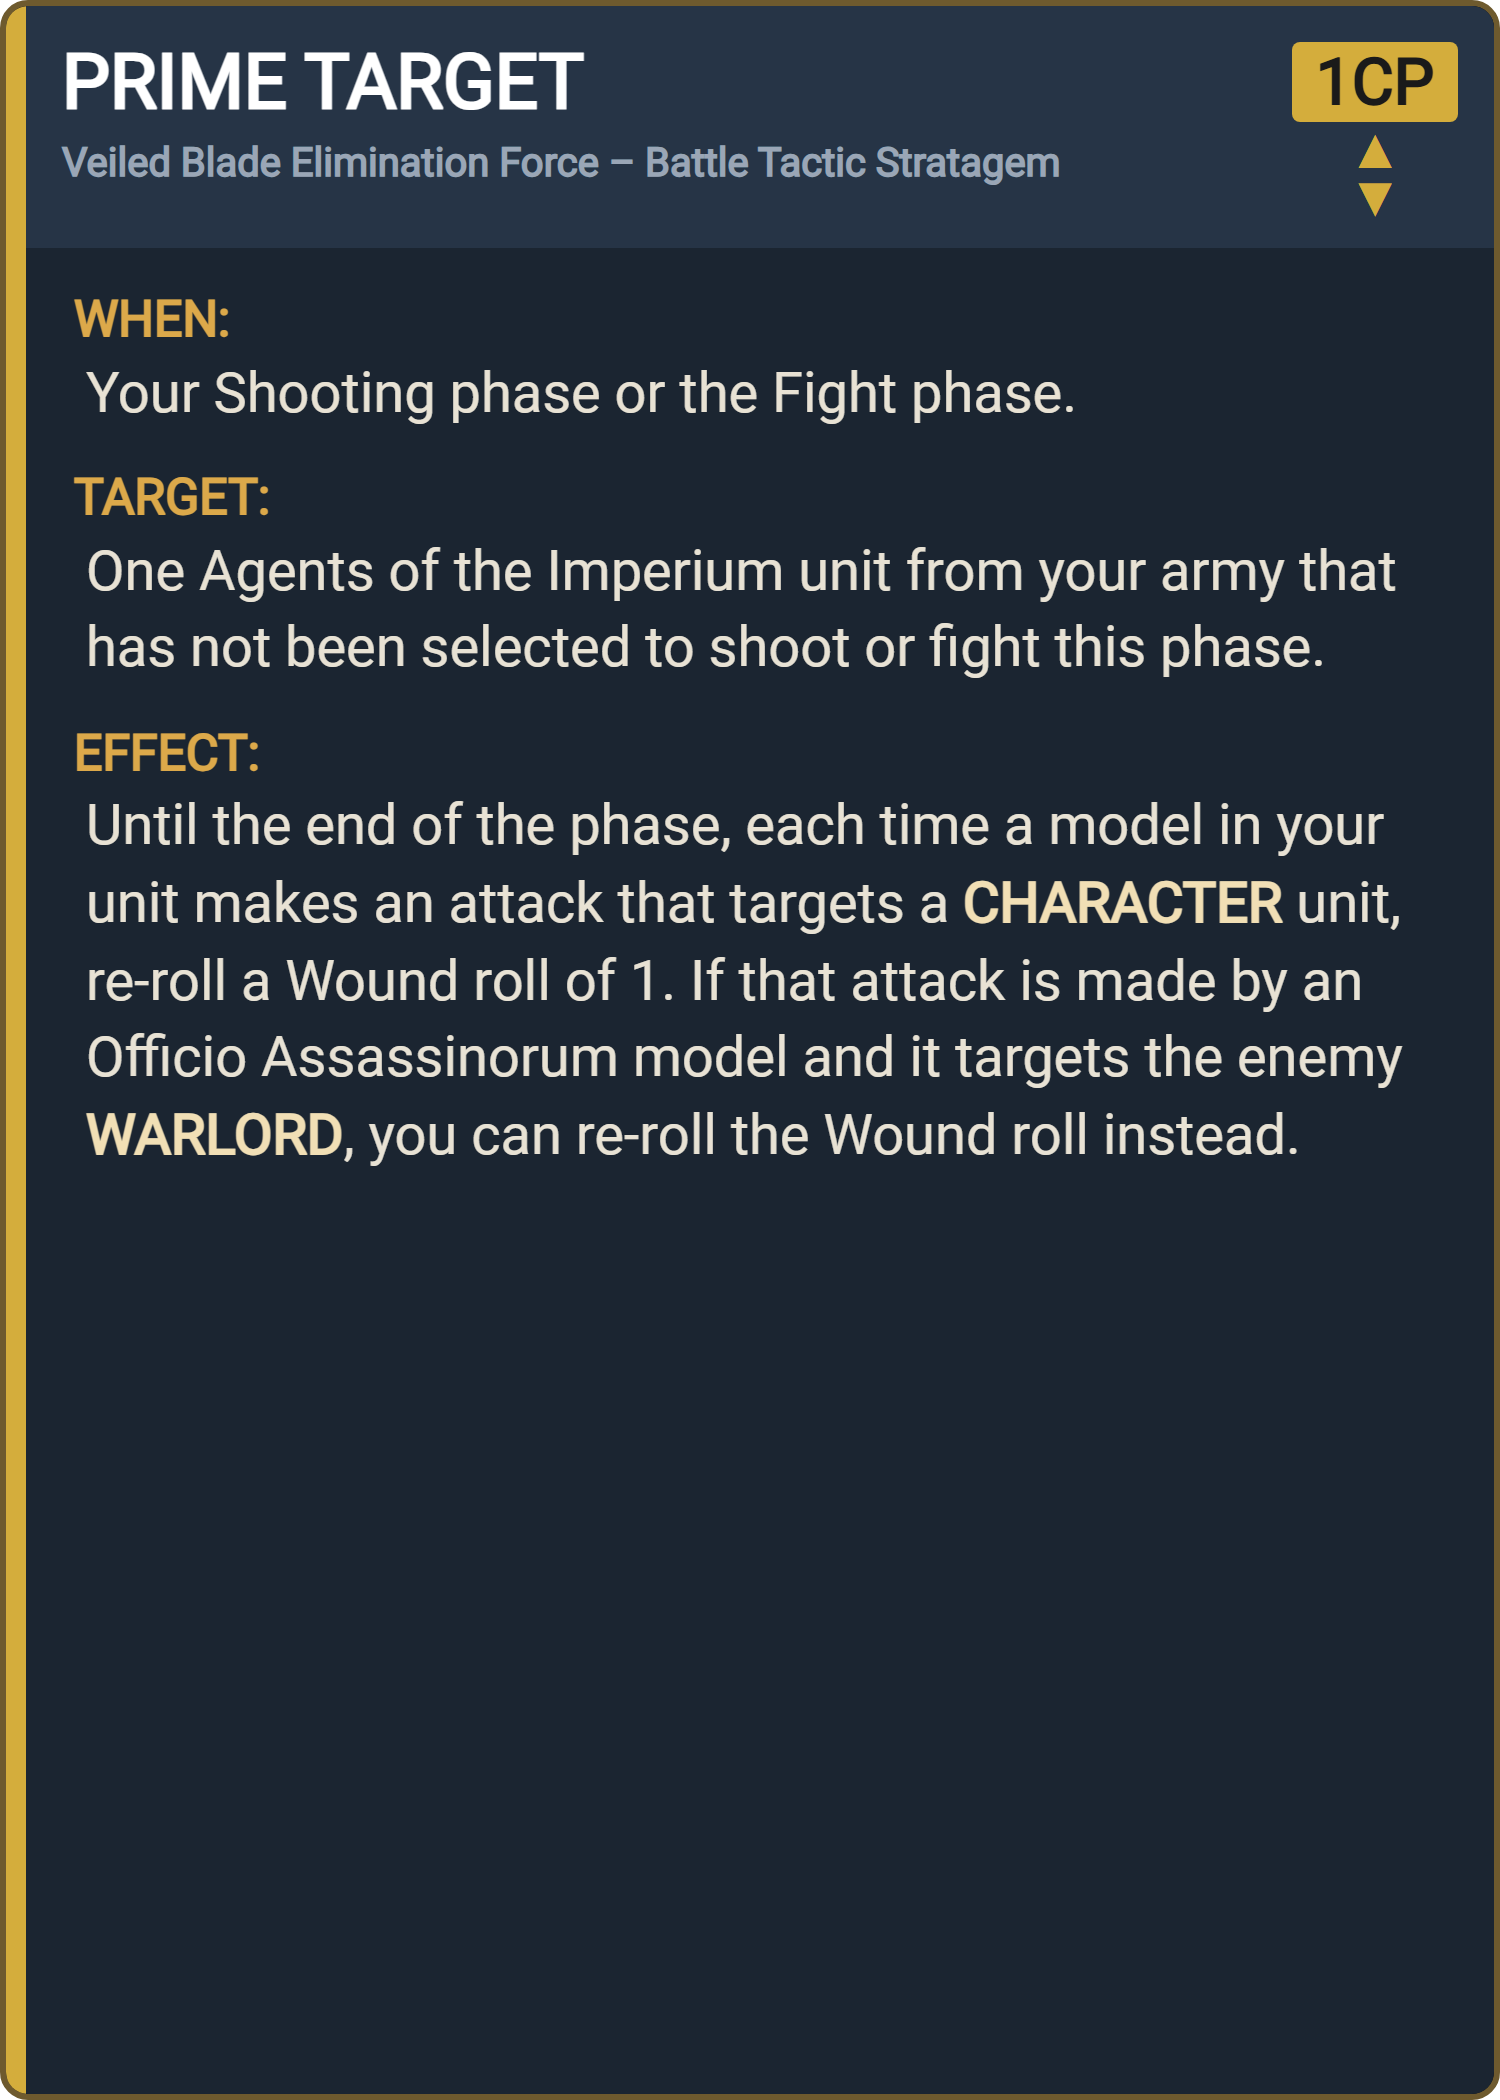 PRIME TARGET
1CP
Veiled Blade Elimination Force – Battle Tactic Stratagem
WHEN:
Your Shooting phase or the Fight phase.
TARGET:
One Agents of the Imperium unit from your army that
has not been selected to shoot or fight this phase.
EFFECT:
Until the end of the phase, each time a model in your
unit makes an attack that targets a CHARACTER unit,
re-roll a Wound roll of 1. If that attack is made by an
Officio Assassinorum model and it targets the enemy
WARLORD, you can re-roll the Wound roll instead.